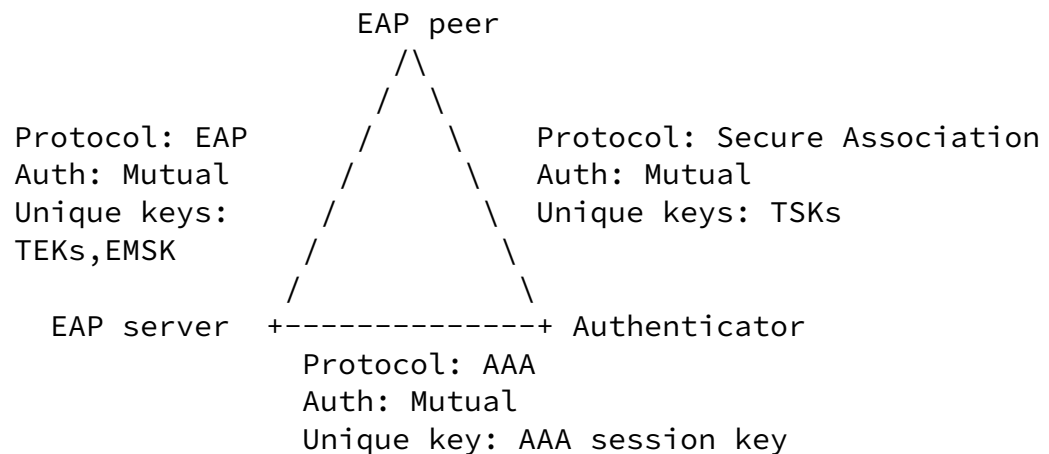 EAP peer
/\
/ \
Protocol: EAP / \ Protocol: Secure Association
Auth: Mutual / \ Auth: Mutual
Unique keys: / \ Unique keys: TSKs
TEKs,EMSK / \
/ \
EAP server +--------------+ Authenticator
Protocol: AAA
Auth: Mutual
Unique key: AAA session key